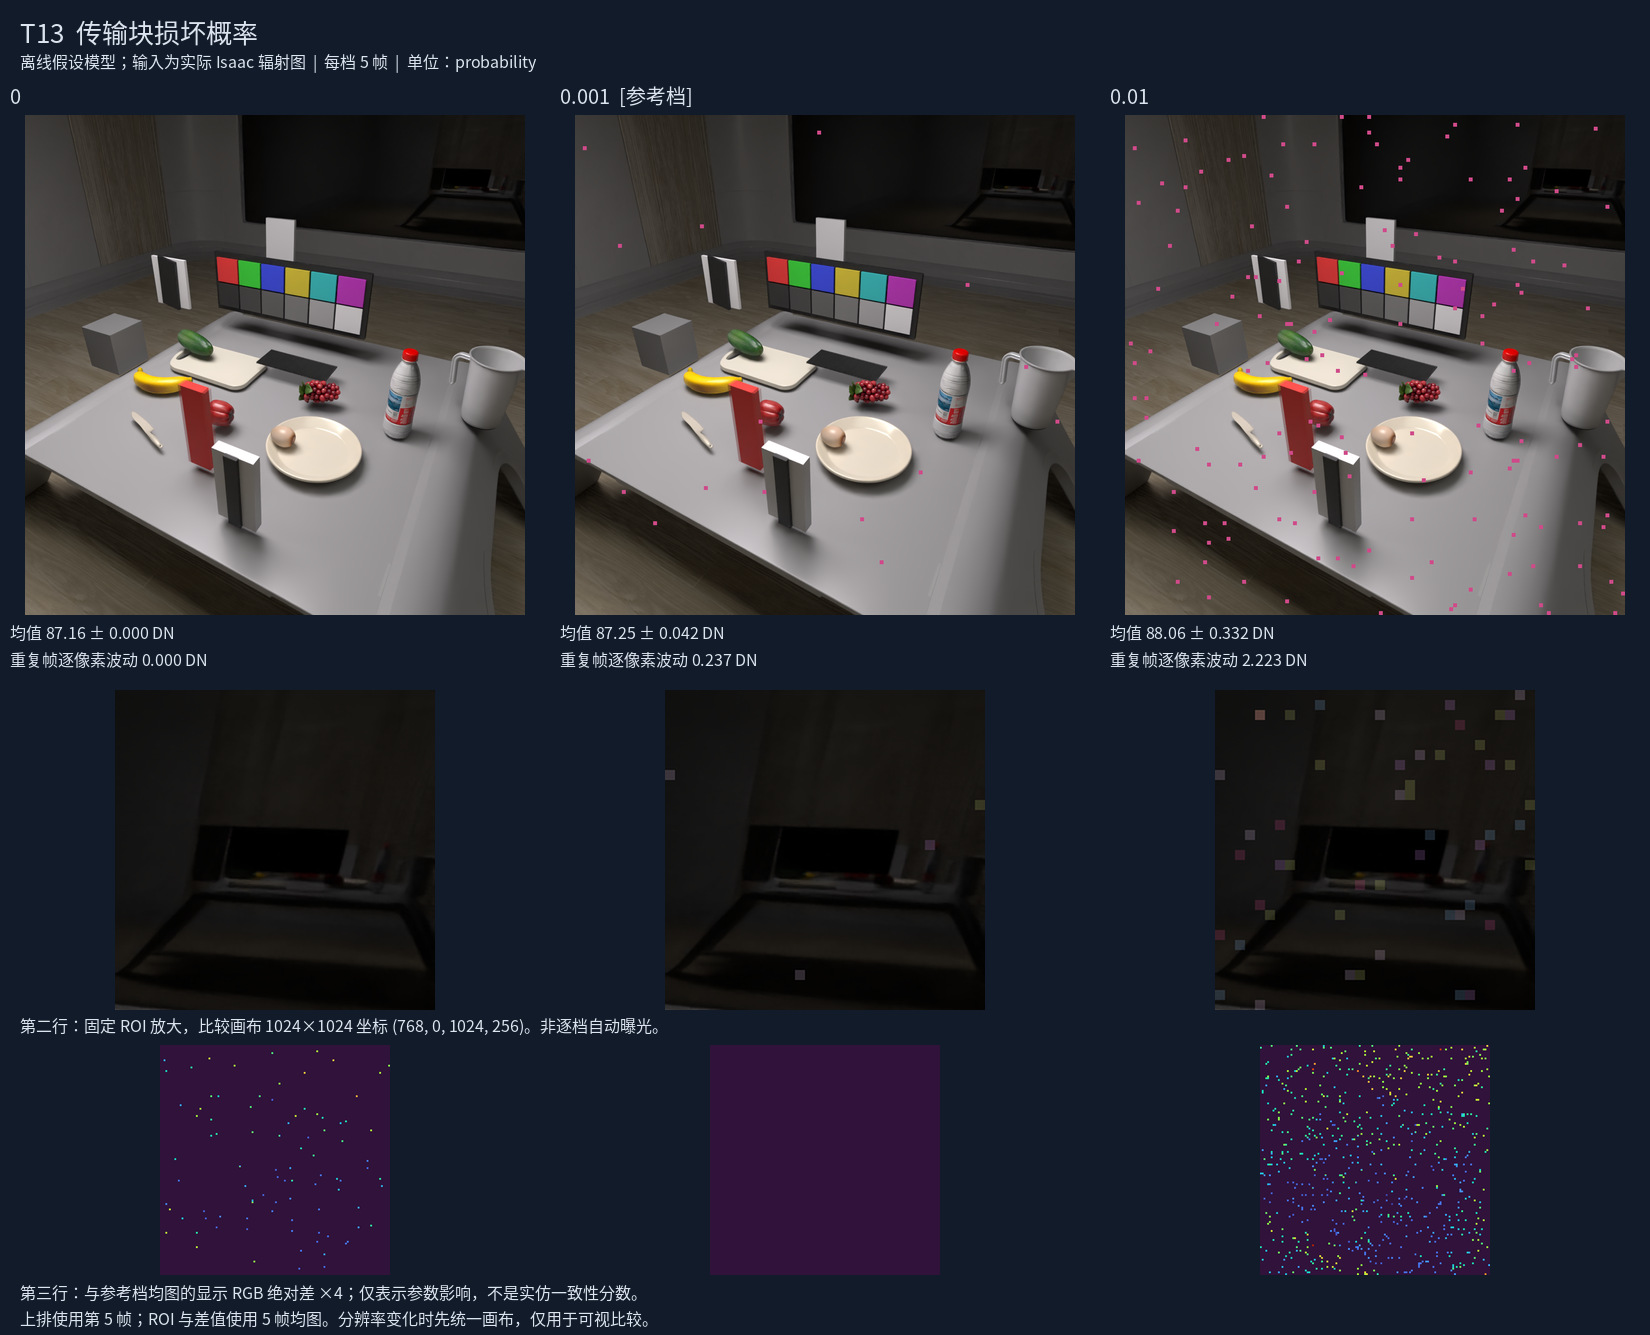 T13 传输块损坏概率
离线假设模型；输入为实际 Isaac 辐射图 | 每档 5 帧 | 单位：probability
0
0.001 [参考档]
0.01
均值 87.16 ± 0.000 DN
重复帧逐像素波动 0.000 DN
均值 87.25 ± 0.042 DN
重复帧逐像素波动 0.237 DN
均值 88.06 ± 0.332 DN
重复帧逐像素波动 2.223 DN
第二行：固定 ROI 放大，比较画布 1024×1024 坐标 (768, 0, 1024, 256)。非逐档自动曝光。
第三行：与参考档均图的显示 RGB 绝对差 ×4；仅表示参数影响，不是实仿一致性分数。
上排使用第 5 帧；ROI 与差值使用 5 帧均图。分辨率变化时先统一画布，仅用于可视比较。